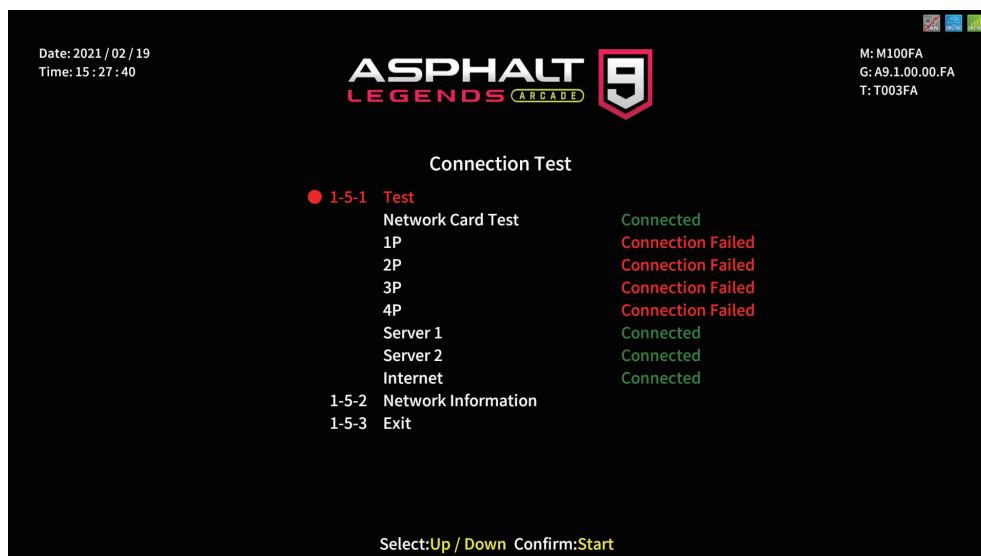 Date: 2021 / 02 / 19
Time: 15 : 27 : 40
ASPHALT 9
LEGENDS ARCADE
M: M100FA
G: A9.1.00.00.FA
T: T003FA
Connection Test
1-5-1 Test
Network Card Test Connected
1P Connection Failed
2P Connection Failed
3P Connection Failed
4P Connection Failed
Server 1 Connected
Server 2 Connected
Internet Connected
1-5-2 Network Information
1-5-3 Exit
Select:Up / Down Confirm:Start